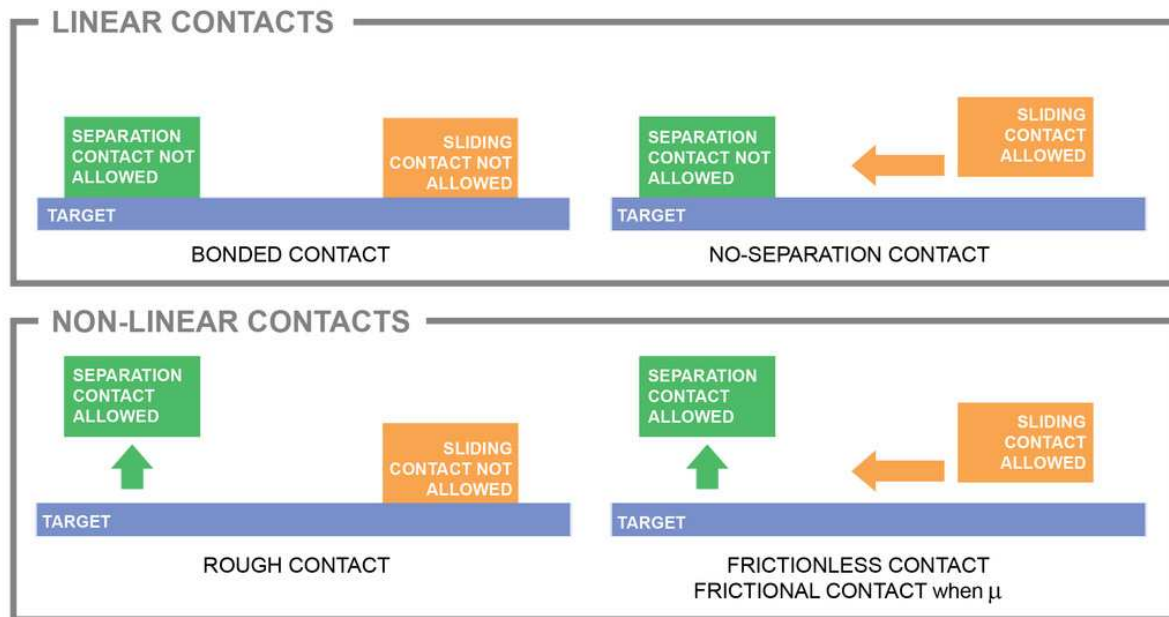 LINEAR CONTACTS
SEPARATION
CONTACT NOT
ALLOWED
SLIDING
CONTACT NOT
ALLOWED
TARGET
BONDED CONTACT
SEPARATION
CONTACT NOT
ALLOWED
SLIDING
CONTACT
ALLOWED
TARGET
NO-SEPARATION CONTACT
NON-LINEAR CONTACTS
SEPARATION
CONTACT
ALLOWED
SLIDING
CONTACT NOT
ALLOWED
TARGET
ROUGH CONTACT
SEPARATION
CONTACT
ALLOWED
SLIDING
CONTACT
ALLOWED
TARGET
FRICTIONLESS CONTACT
FRICTIONAL CONTACT when μ